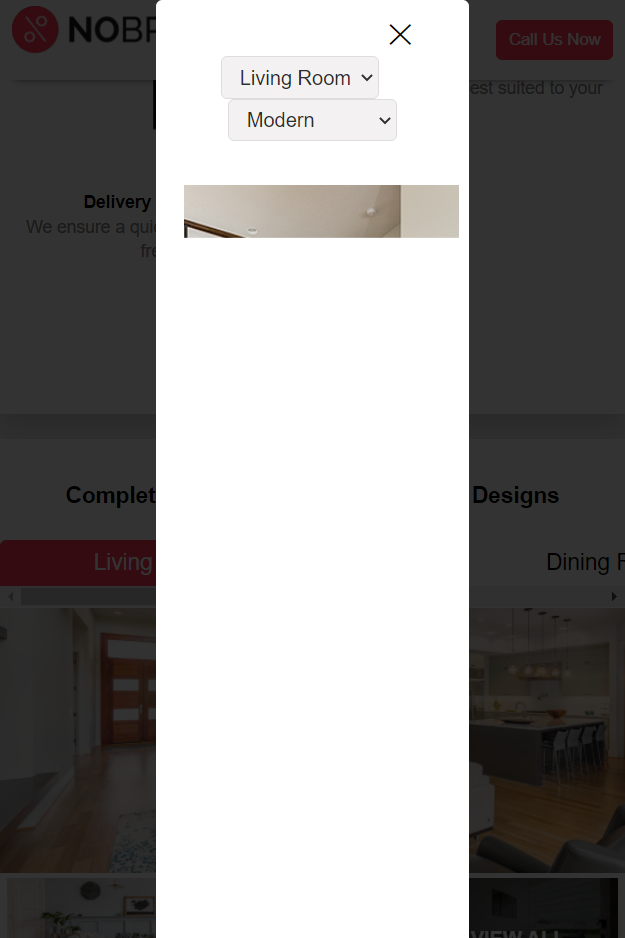 NOBR
Call Us Now
Living Room
Modern
est suited to your
Delivery
We ensure a quic
fre
Complet
Designs
Living
Dining R
VIEW ALL